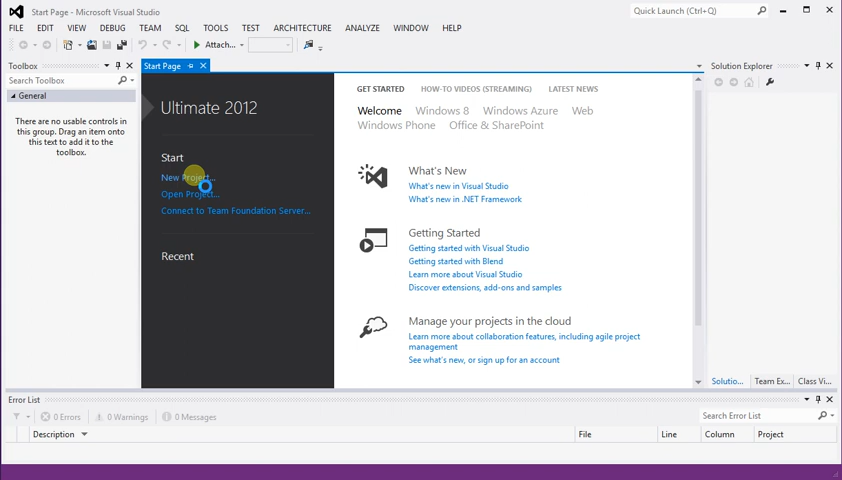 Start Page - Microsoft Visual Studio
Quick Launch (Ctrl+Q)
FILE EDIT VIEW DEBUG TEAM SQL TOOLS TEST ARCHITECTURE ANALYZE WINDOW HELP
Attach...
Toolbox
Start Page
Solution Explorer
Search Toolbox
General
There are no usable controls in
this group. Drag an item onto
this text to add it to the
toolbox.
Ultimate 2012
Start
New Project...
Open Project...
Connect to Team Foundation Server...
Recent
GET STARTED HOW-TO VIDEOS (STREAMING) LATEST NEWS
Welcome Windows 8 Windows Azure Web
Windows Phone Office & SharePoint
What's New
What's new in Visual Studio
What's new in .NET Framework
Getting Started
Getting started with Visual Studio
Getting started with Blend
Learn more about Visual Studio
Discover extensions, add-ons and samples
Manage your projects in the cloud
Learn more about collaboration features, including agile project
management
See what's new, or sign up for an account
Solutio... Team Ex... Class Vi...
Error List
0 Errors 0 Warnings 0 Messages
Search Error List
Description File Line Column Project